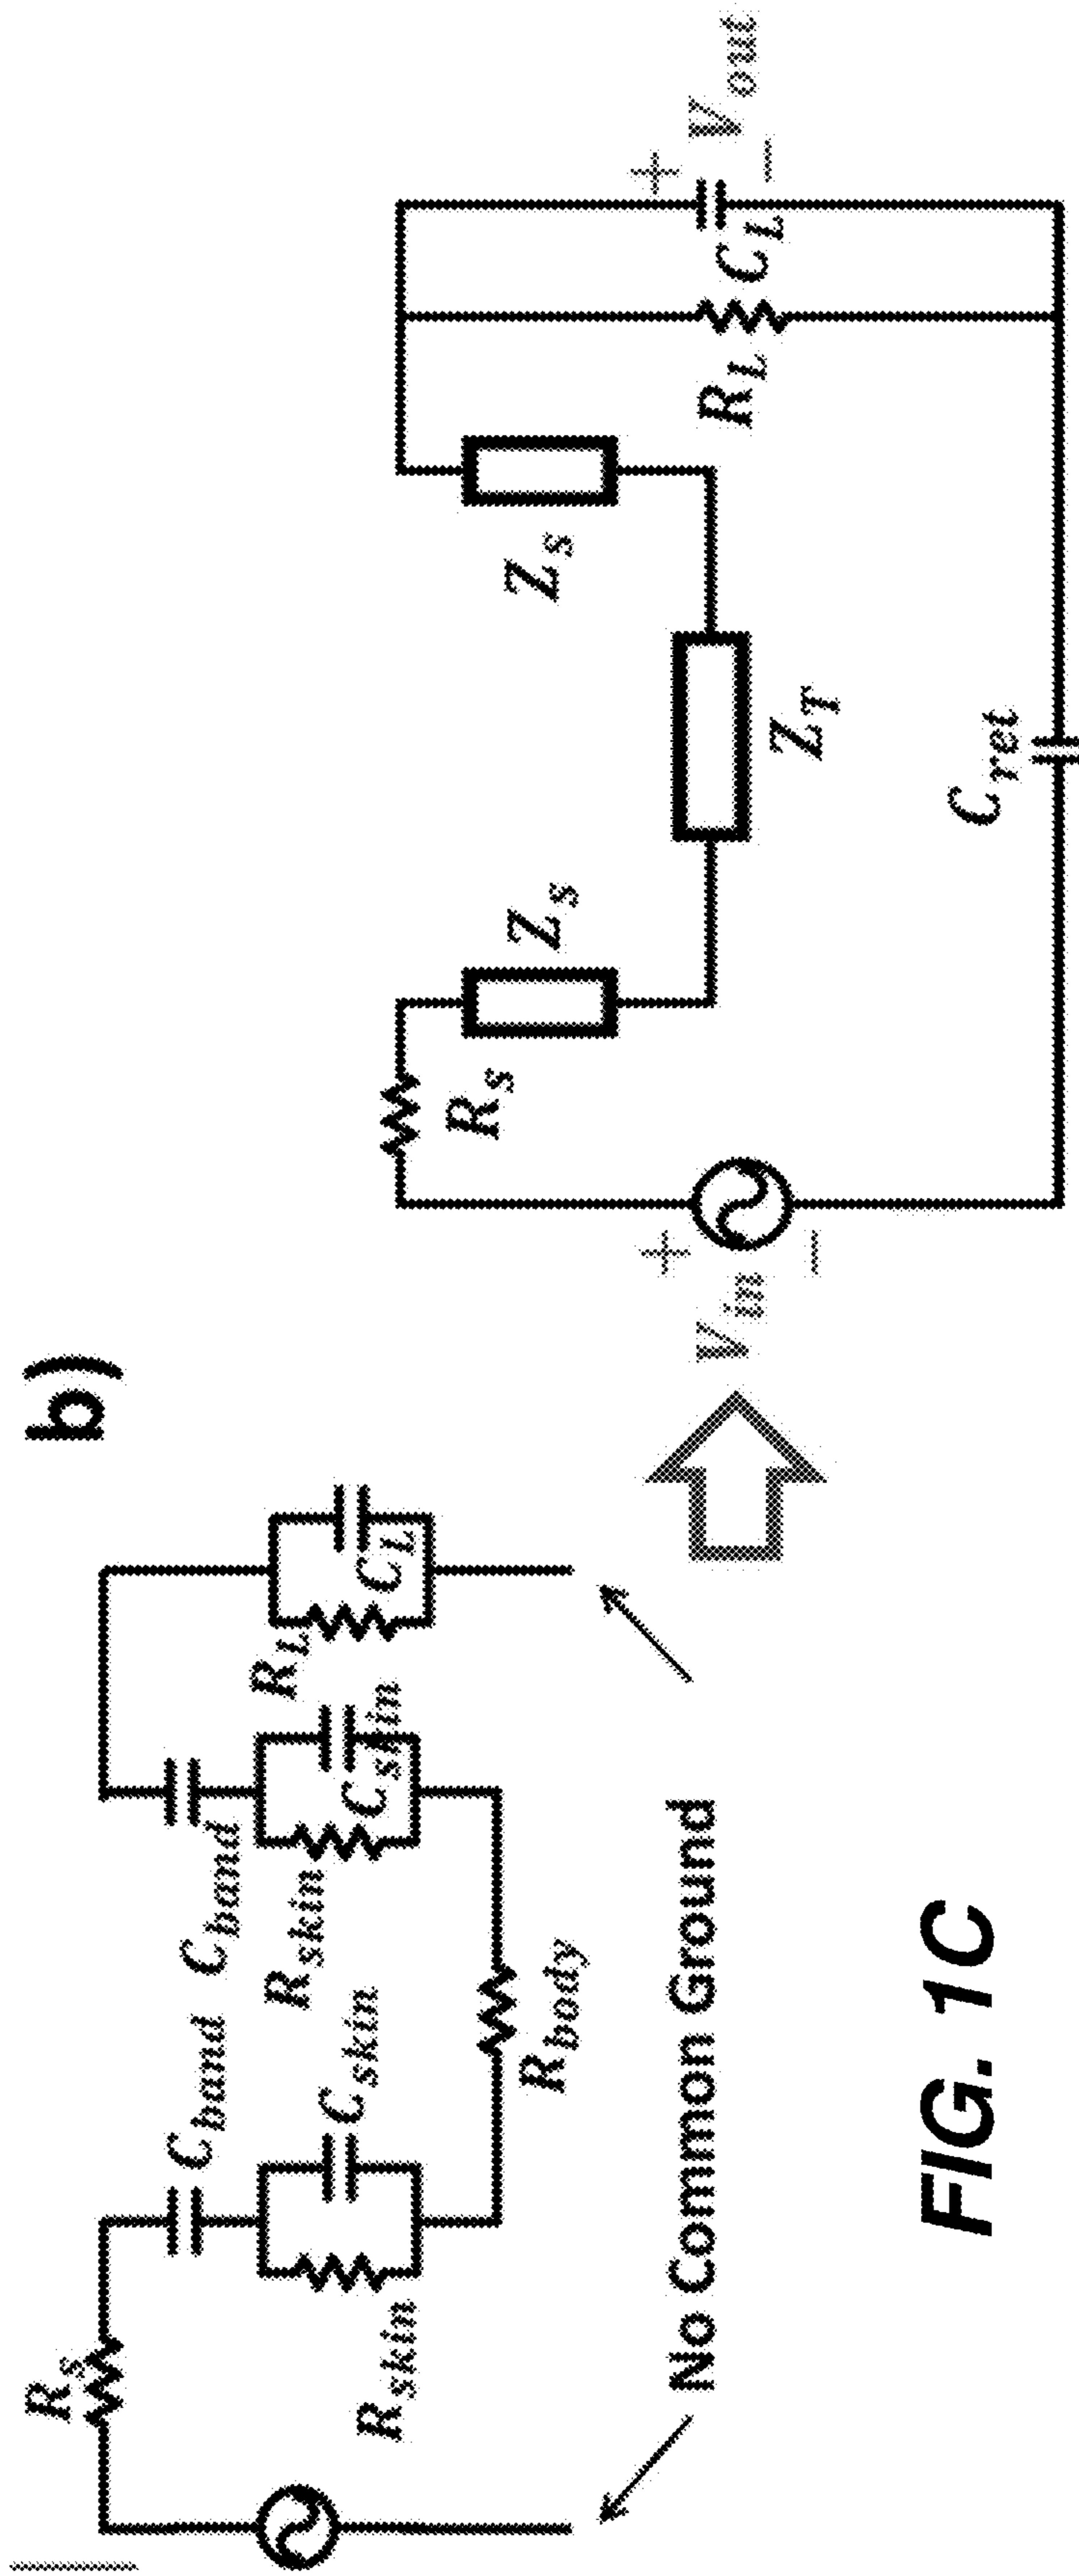 b)
R_s
C_band
C_band
R_skin
C_skin
R_skin
C_skin
R_L
C_L
R_body
No Common Ground
V_in
+
−
R_s
Z_s
Z_T
Z_s
R_L
C_L
+
V_out
−
C_ret
FIG. 1C